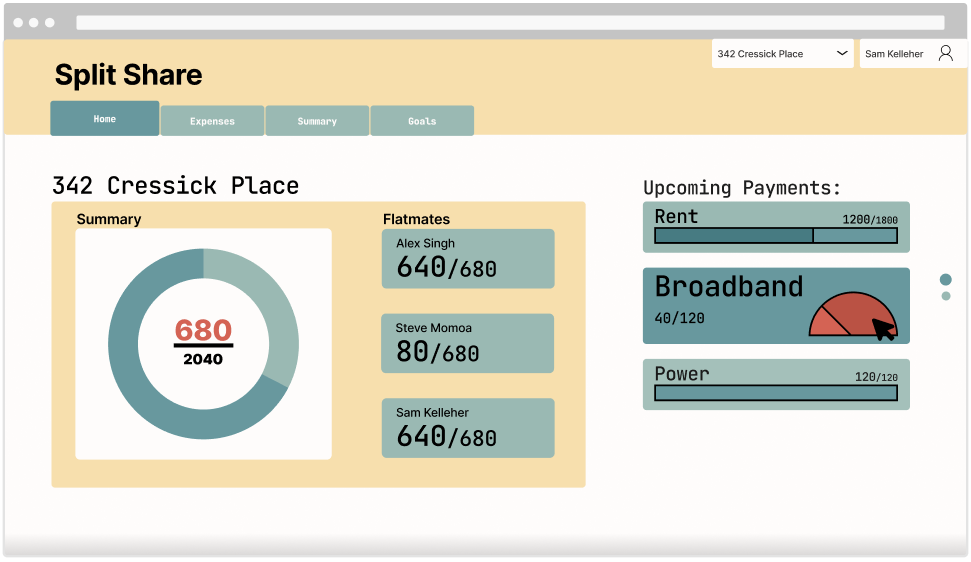 342 Cressick Place
Sam Kelleher
Split Share
Home
Expenses
Summary
Goals
342 Cressick Place
Summary
680
2040
Flatmates
Alex Singh
640/680
Steve Momoa
80/680
Sam Kelleher
640/680
Upcoming Payments:
Rent
1200/1800
Broadband
40/120
Power
120/120